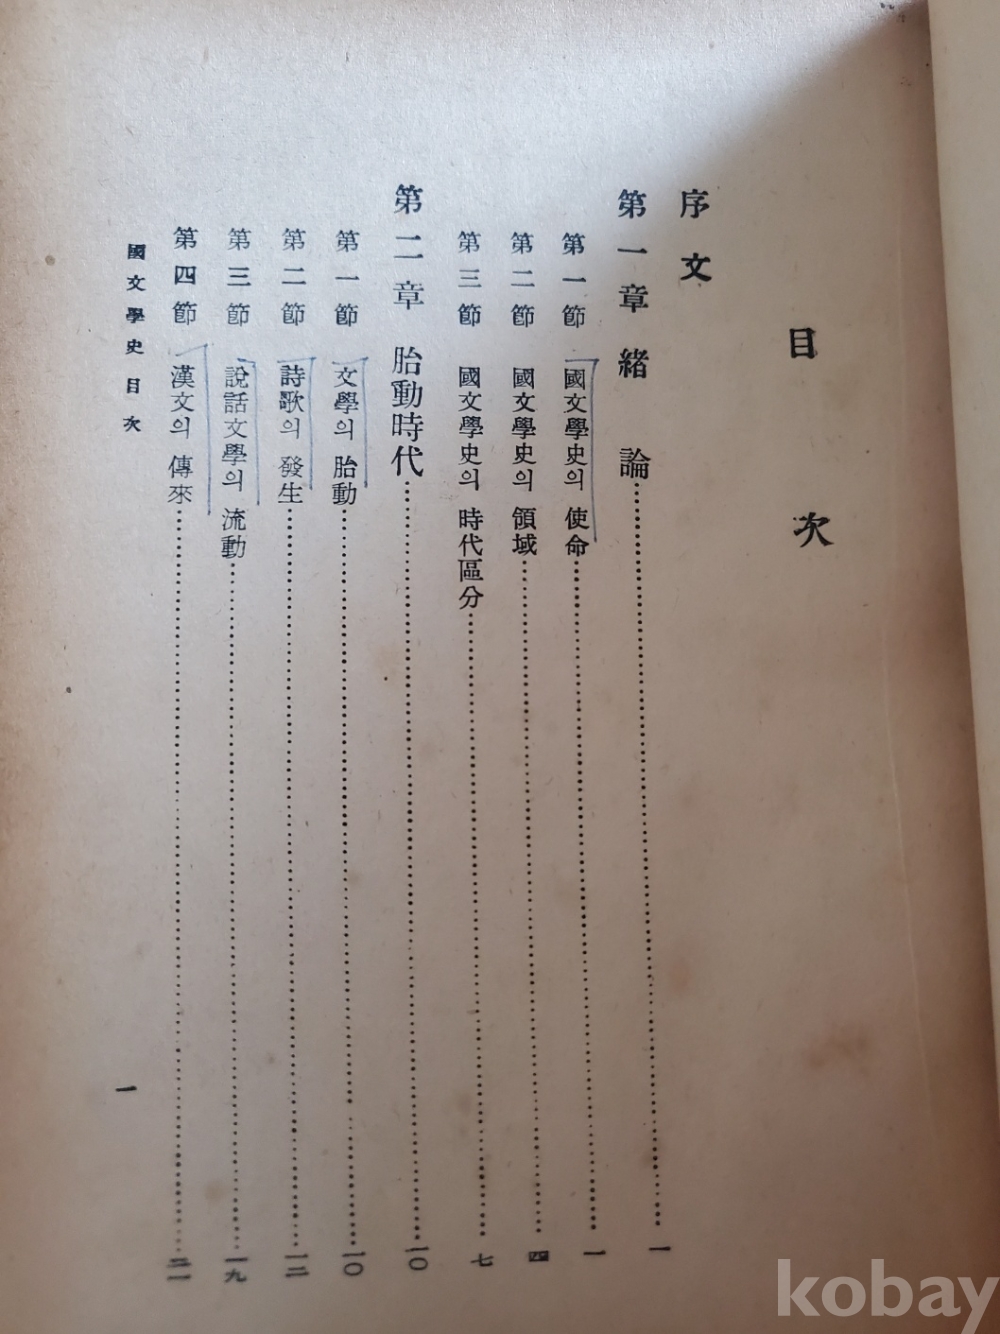 目次
序文
第一章 緖論……一
第一節 國文學史의 使命……一
第二節 國文學史의 領域……四
第三節 國文學史의 時代區分……七
第二章 胎動時代……一〇
第一節 文學의 胎動……一〇
第二節 詩歌의 發生……一二
第三節 說話文學의 流動……一九
第四節 漢文의 傳來……二一
國文學史目次
一
kobay